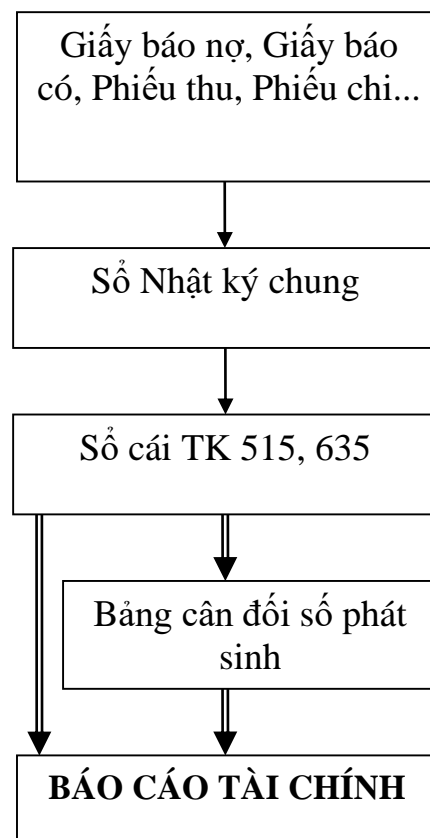 Giấy báo nợ, Giấy báo
có, Phiếu thu, Phiếu chi...
Sổ Nhật ký chung
Sổ cái TK 515, 635
Bảng cân đối số phát
sinh
BÁO CÁO TÀI CHÍNH